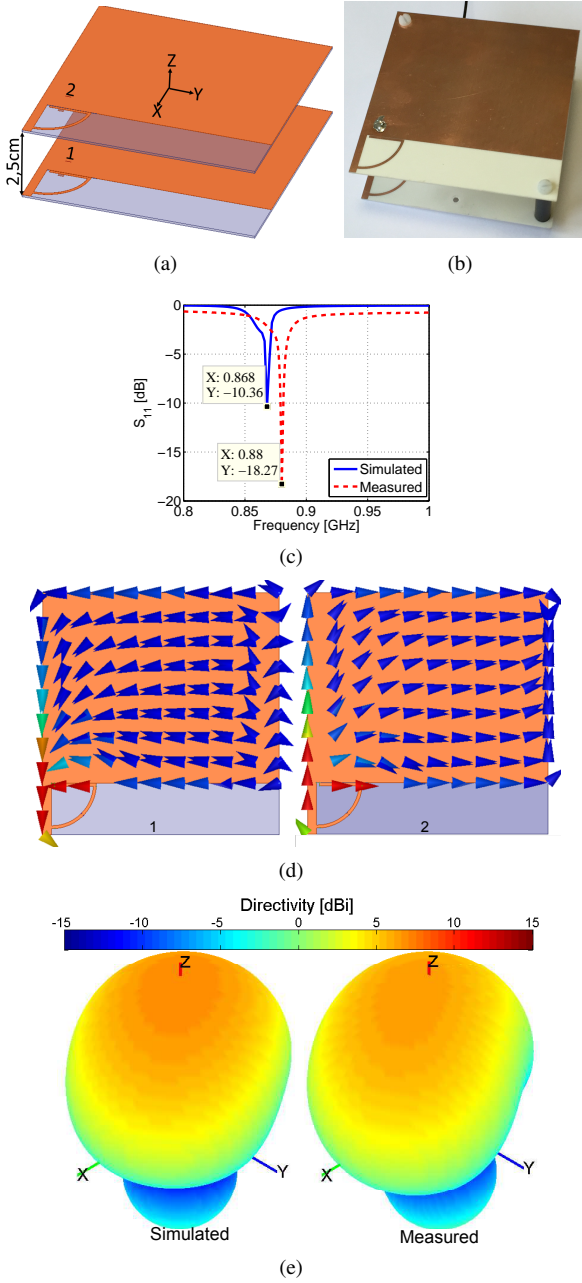 Z
2
Y
X
1
2,5cm
(a)
(b)
0
−5
−10
−15
−20
S11 [dB]
X: 0.868
Y: −10.36
X: 0.88
Y: −18.27
Simulated
Measured
0.8
0.85
0.9
0.95
1
Frequency [GHz]
(c)
1
2
(d)
Directivity [dBi]
-15
-10
-5
0
5
10
15
Z
X
Y
Simulated
Z
X
Y
Measured
(e)